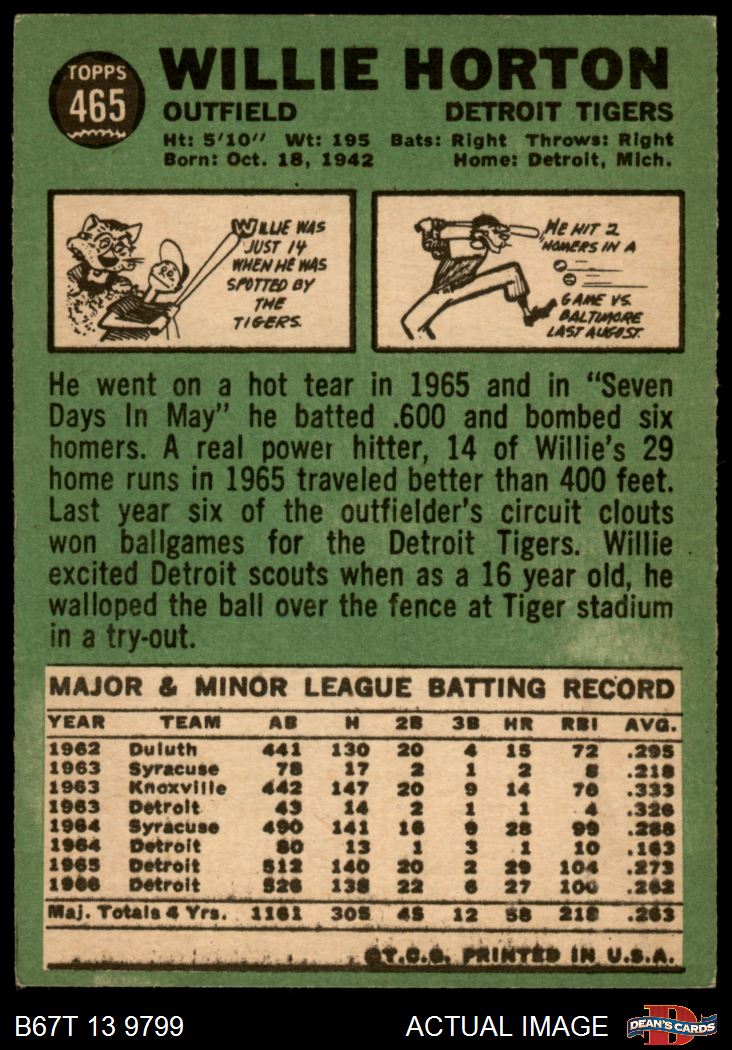 TOPPS
465
WILLIE HORTON
OUTFIELD DETROIT TIGERS
Ht: 5'10" Wt: 195 Bats: Right Throws: Right
Born: Oct. 18, 1942 Home: Detroit, Mich.
WILLIE WAS
JUST 14
WHEN HE WAS
SPOTTED BY
THE
TIGERS.
HE HIT 2
HOMERS IN A
GAME VS.
BALTIMORE
LAST AUGUST.
He went on a hot tear in 1965 and in "Seven
Days In May" he batted .600 and bombed six
homers. A real power hitter, 14 of Willie's 29
home runs in 1965 traveled better than 400 feet.
Last year six of the outfielder's circuit clouts
won ballgames for the Detroit Tigers. Willie
excited Detroit scouts when as a 16 year old, he
walloped the ball over the fence at Tiger stadium
in a try-out.
MAJOR & MINOR LEAGUE BATTING RECORD
YEAR TEAM AB H 2B 3B HR RBI AVG.
1962 Duluth 441 130 20 4 15 72 .295
1963 Syracuse 78 17 2 1 2 8 .218
1963 Knoxville 442 147 20 9 14 70 .333
1963 Detroit 43 14 2 1 1 4 .326
1964 Syracuse 490 141 16 9 28 99 .288
1964 Detroit 80 13 1 3 1 10 .163
1965 Detroit 512 140 20 2 29 104 .273
1966 Detroit 526 138 22 6 27 100 .262
Maj. Totals 4 Yrs. 1161 305 45 12 58 218 .263
©T.C.G. PRINTED IN U.S.A.
B67T 13 9799 ACTUAL IMAGE
DEAN'S CARDS